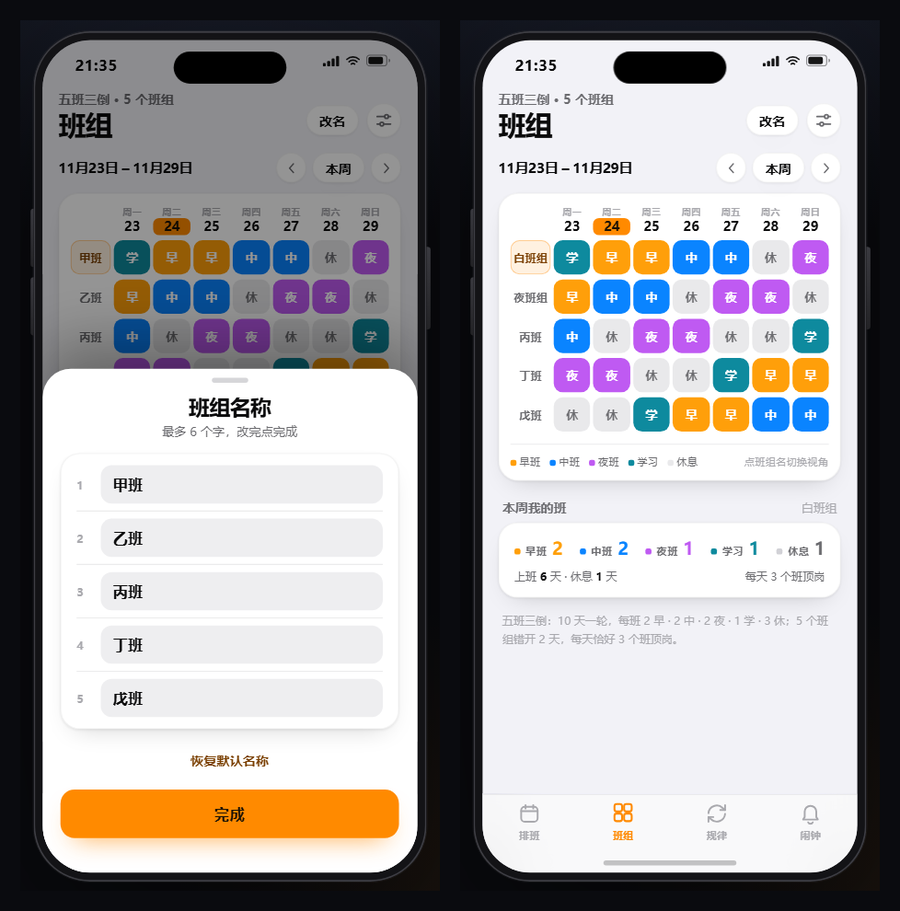 21:35
五班三倒 • 5 个班组
班组
改名
11月23日 – 11月29日
本周
周一 周二 周三 周四 周五 周六 周日
23 24 25 26 27 28 29
甲班 学 早 早 中 中 休 夜
乙班 早 中 中 休 夜 夜 休
丙班 中 休 夜 夜 休 休 学
班组名称
最多 6 个字，改完点完成
1 甲班
2 乙班
3 丙班
4 丁班
5 戊班
恢复默认名称
完成
21:35
五班三倒 • 5 个班组
班组
改名
11月23日 – 11月29日
本周
周一 周二 周三 周四 周五 周六 周日
23 24 25 26 27 28 29
白班组 学 早 早 中 中 休 夜
夜班组 早 中 中 休 夜 夜 休
丙班 中 休 夜 夜 休 休 学
丁班 夜 夜 休 休 学 早 早
戊班 休 休 学 早 早 中 中
早班 中班 夜班 学习 休息 点班组名切换视角
本周我的班 白班组
早班 2 中班 2 夜班 1 学习 1 休息 1
上班 6 天 · 休息 1 天 每天 3 个班顶岗
五班三倒：10 天一轮，每班 2 早 · 2 中 · 2 夜 · 1 学 · 3 休；5 个班
组错开 2 天，每天恰好 3 个班顶岗。
排班 班组 规律 闹钟